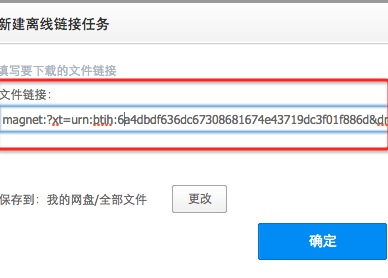 新建离线链接任务
填写要下载的文件链接
文件链接：
magnet:?xt=urn:btih:6a4dbdf636dc67308681674e43719dc3f01f886d&dn
保存到：我的网盘/全部文件 更改
确定